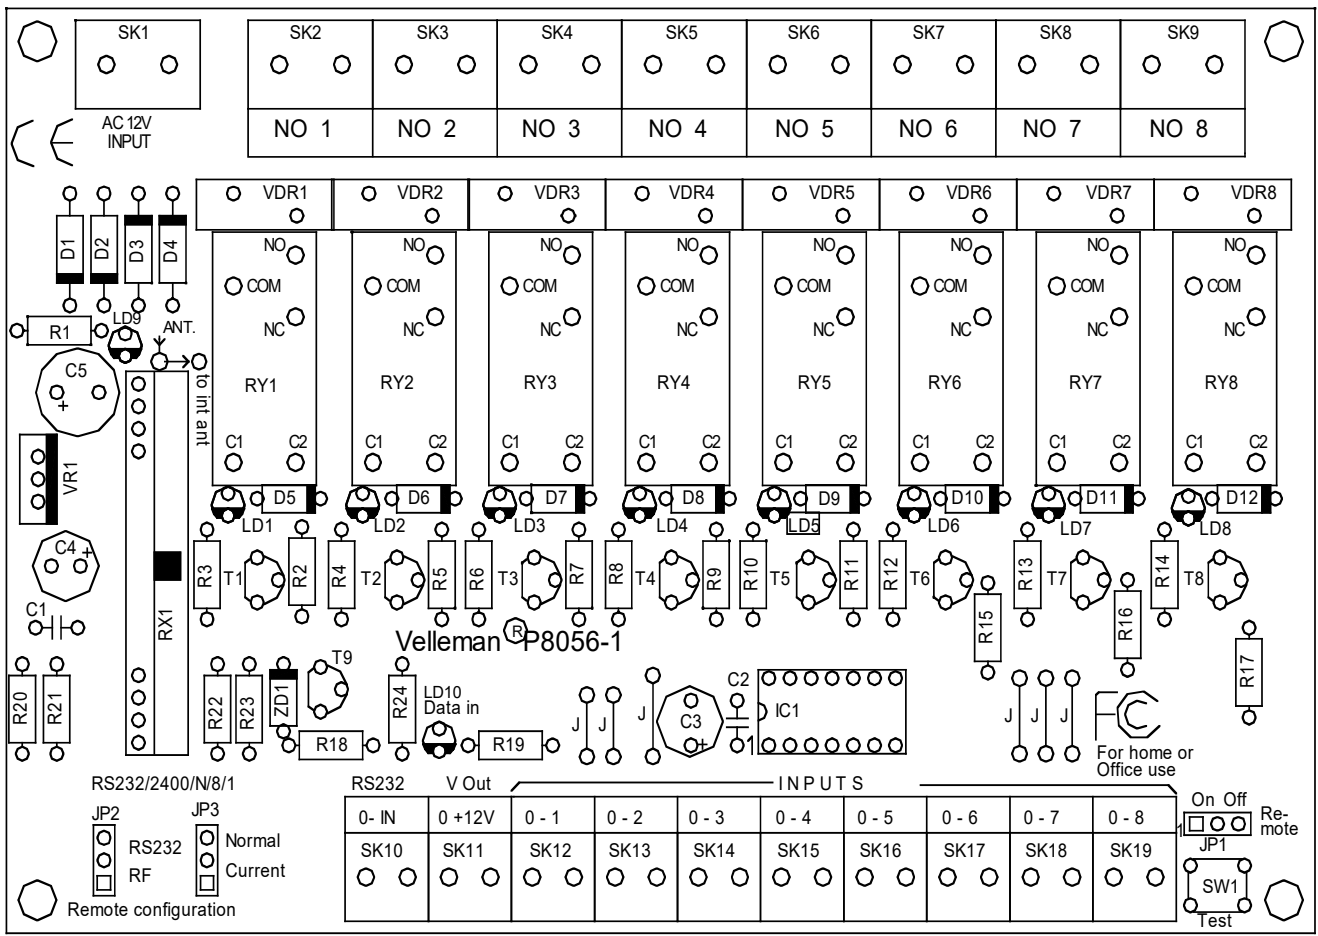 SK1 SK2 SK3 SK4 SK5 SK6 SK7 SK8 SK9
AC 12V
INPUT
NO 1 NO 2 NO 3 NO 4 NO 5 NO 6 NO 7 NO 8
VDR1 VDR2 VDR3 VDR4 VDR5 VDR6 VDR7 VDR8
D1 D2 D3 D4
NO NO NO NO NO NO NO NO
COM COM COM COM COM COM COM COM
NC NC NC NC NC NC NC NC
R1 LD9 ANT.
to int ant
C5
+
RY1 RY2 RY3 RY4 RY5 RY6 RY7 RY8
C1 C2 C1 C2 C1 C2 C1 C2 C1 C2 C1 C2 C1 C2 C1 C2
VR1
D5 D6 D7 D8 D9 D10 D11 D12
LD1 LD2 LD3 LD4 LD5 LD6 LD7 LD8
C4 +
R3 T1 R2 R4 T2 R5 R6 T3 R7 R8 T4 R9 R10 T5 R11 R12 T6 R13 T7 R14 T8
C1
RX1
R15 R16 R17
Velleman R P8056-1
R20 R21 R22 R23 ZD1 T9 R24
LD10
Data in
R18 R19
J J J C3 + C2 1 IC1 J J J
For home or
Office use
RS232/2400/N/8/1
RS232 V Out INPUTS
0- IN 0 +12V 0 - 1 0 - 2 0 - 3 0 - 4 0 - 5 0 - 6 0 - 7 0 - 8
SK10 SK11 SK12 SK13 SK14 SK15 SK16 SK17 SK18 SK19
JP2 JP3
RS232
RF
Normal
Current
Remote configuration
On Off
1
Re-
mote
JP1
SW1
Test